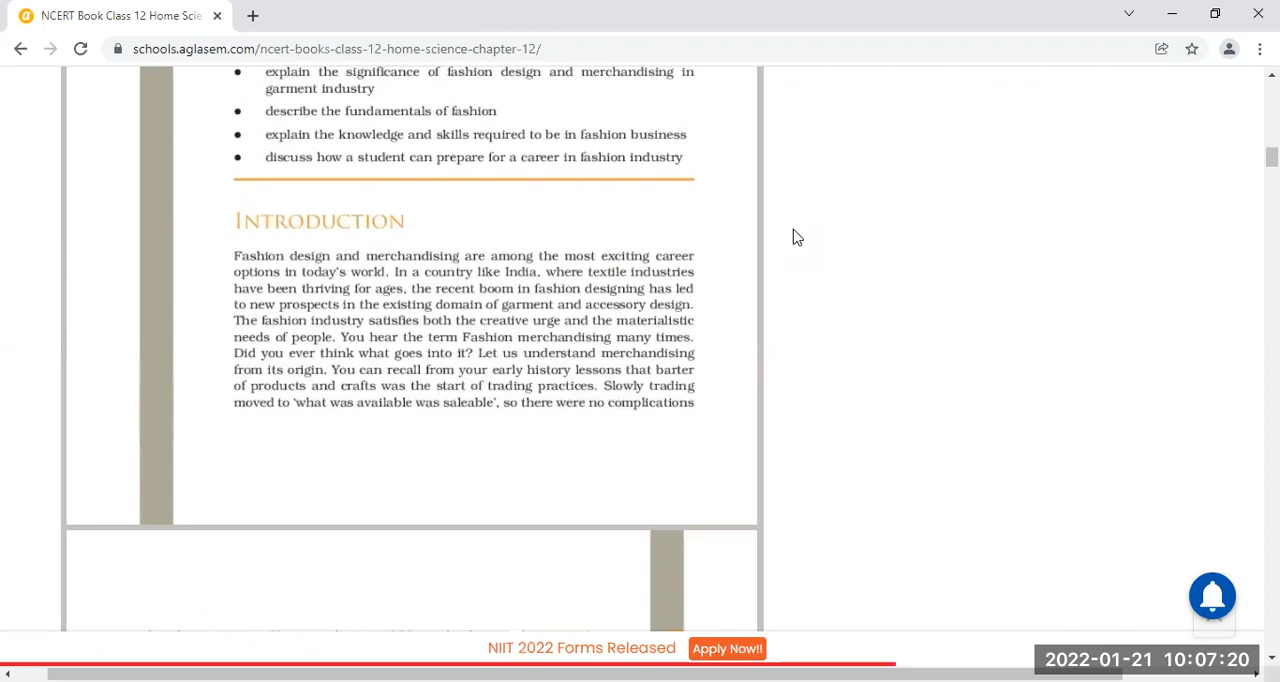 NCERT Book Class 12 Home Scie
schools.aglasem.com/ncert-books-class-12-home-science-chapter-12/
• explain the significance of fashion design and merchandising in
garment industry
• describe the fundamentals of fashion
• explain the knowledge and skills required to be in fashion business
• discuss how a student can prepare for a career in fashion industry
INTRODUCTION
Fashion design and merchandising are among the most exciting career
options in today's world. In a country like India, where textile industries
have been thriving for ages, the recent boom in fashion designing has led
to new prospects in the existing domain of garment and accessory design.
The fashion industry satisfies both the creative urge and the materialistic
needs of people. You hear the term Fashion merchandising many times.
Did you ever think what goes into it? Let us understand merchandising
from its origin. You can recall from your early history lessons that barter
of products and crafts was the start of trading practices. Slowly trading
moved to 'what was available was saleable', so there were no complications
NIIT 2022 Forms Released Apply Now!!
2022-01-21 10:07:20